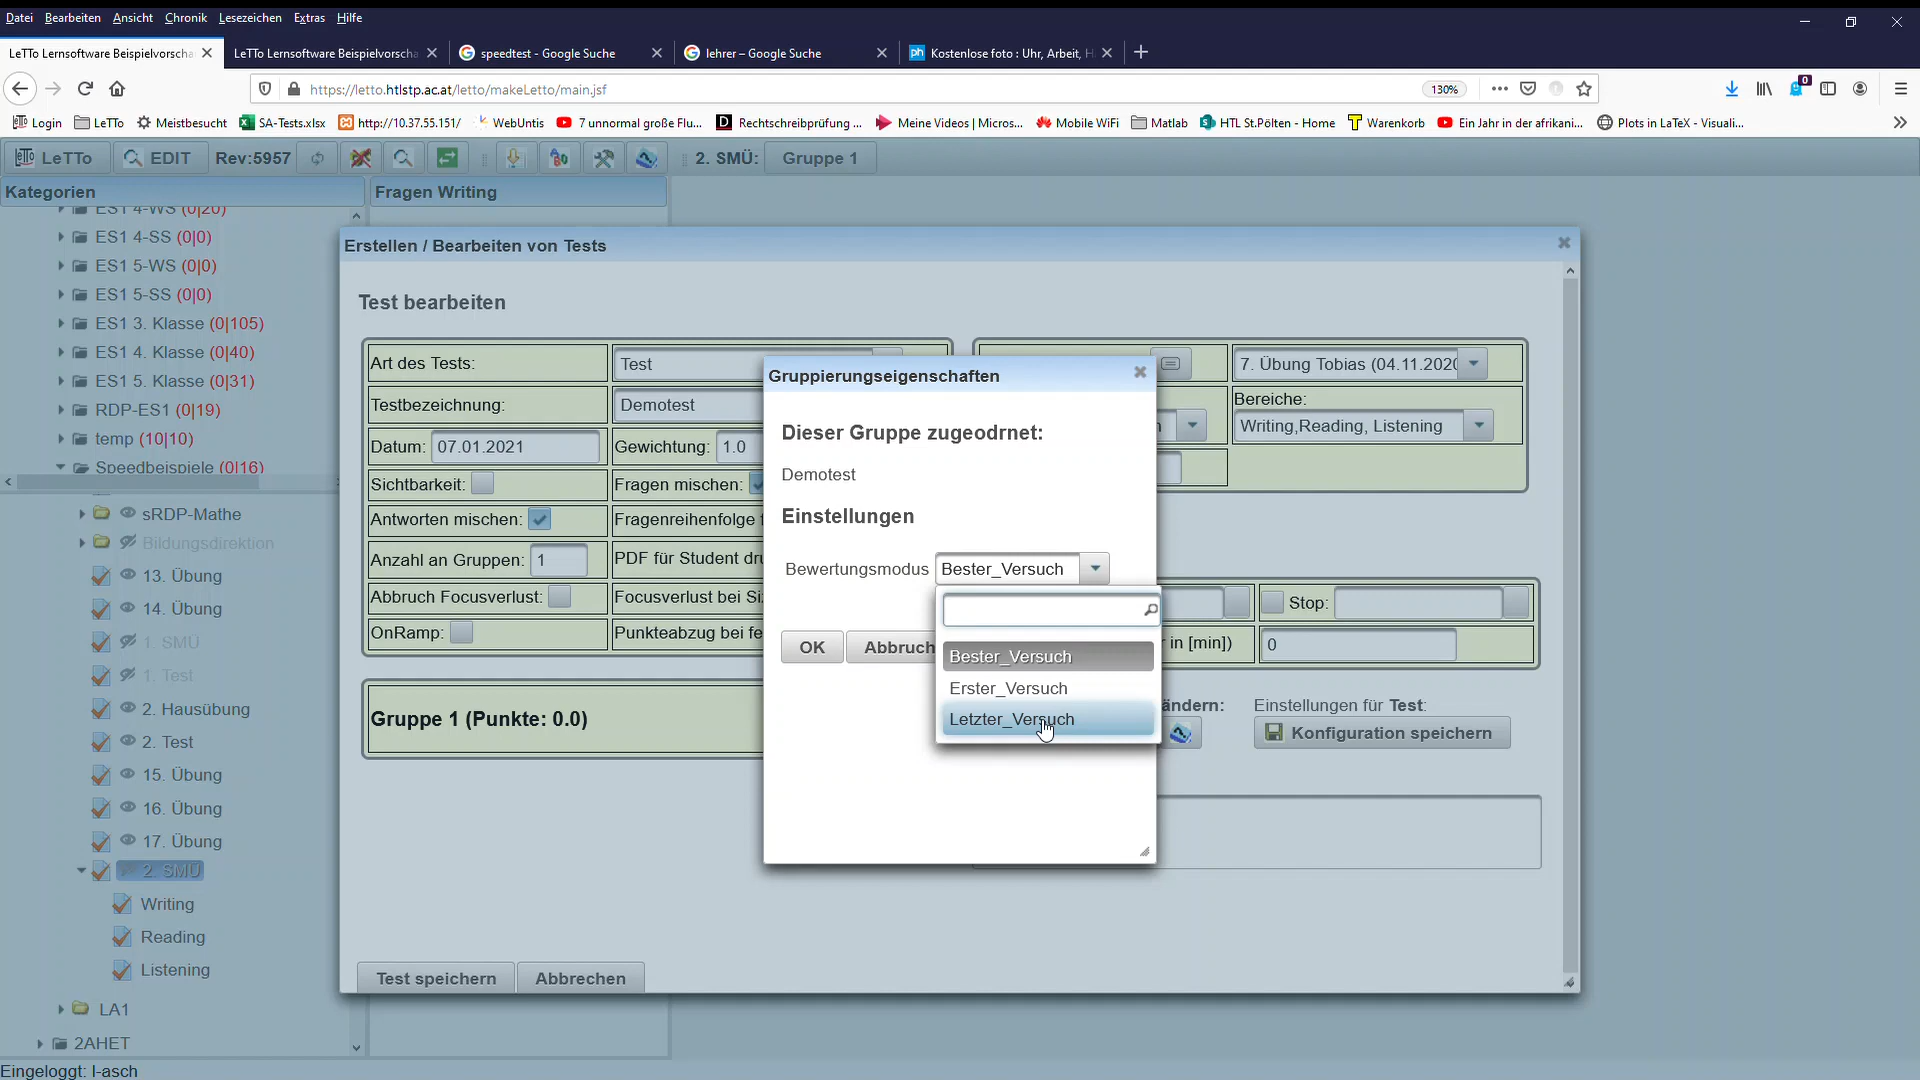 Datei Bearbeiten Ansicht Chronik Lesezeichen Extras Hilfe
LeTTo Lernsoftware Beispielvorscha
LeTTo Lernsoftware Beispielvorscha
speedtest - Google Suche
lehrer – Google Suche
Kostenlose foto : Uhr, Arbeit, H
https://letto.htlstp.ac.at/letto/makeLetto/main.jsf
130%
0
Login LeTTo Meistbesucht SA-Tests.xlsx http://10.37.55.151/ WebUntis 7 unnormal große Flu... Rechtschreibprüfung ... Meine Videos | Micros... Mobile WiFi Matlab HTL St.Pölten - Home Warenkorb Ein Jahr in der afrikani... Plots in LaTeX - Visuali...
LeTTo EDIT Rev:5957 2. SMÜ: Gruppe 1
Kategorien
Fragen Writing
ES1 4-WS (0|20)
ES1 4-SS (0|0)
ES1 5-WS (0|0)
ES1 5-SS (0|0)
ES1 3. Klasse (0|105)
ES1 4. Klasse (0|40)
ES1 5. Klasse (0|31)
RDP-ES1 (0|19)
temp (10|10)
Speedbeispiele (0|16)
sRDP-Mathe
Bildungsdirektion
13. Übung
14. Übung
1. SMÜ
1. Test
2. Hausübung
2. Test
15. Übung
16. Übung
17. Übung
2. SMÜ
Writing
Reading
Listening
LA1
2AHET
Eingeloggt: l-asch
Erstellen / Bearbeiten von Tests
Test bearbeiten
Art des Tests: Test
Testbezeichnung: Demotest
Datum: 07.01.2021 Gewichtung: 1.0
Sichtbarkeit: Fragen mischen:
Antworten mischen: Fragenreihenfolge f
Anzahl an Gruppen: 1 PDF für Student dru
Abbruch Focusverlust: Focusverlust bei Si
OnRamp: Punkteabzug bei fe
Gruppe 1 (Punkte: 0.0)
7. Übung Tobias (04.11.2020
Bereiche:
Writing,Reading, Listening
Stop:
r in [min]) 0
ändern:
Einstellungen für Test:
Konfiguration speichern
Test speichern Abbrechen
Gruppierungseigenschaften
Dieser Gruppe zugeodrnet:
Demotest
Einstellungen
Bewertungsmodus Bester_Versuch
OK Abbruch
Bester_Versuch
Erster_Versuch
Letzter_Versuch